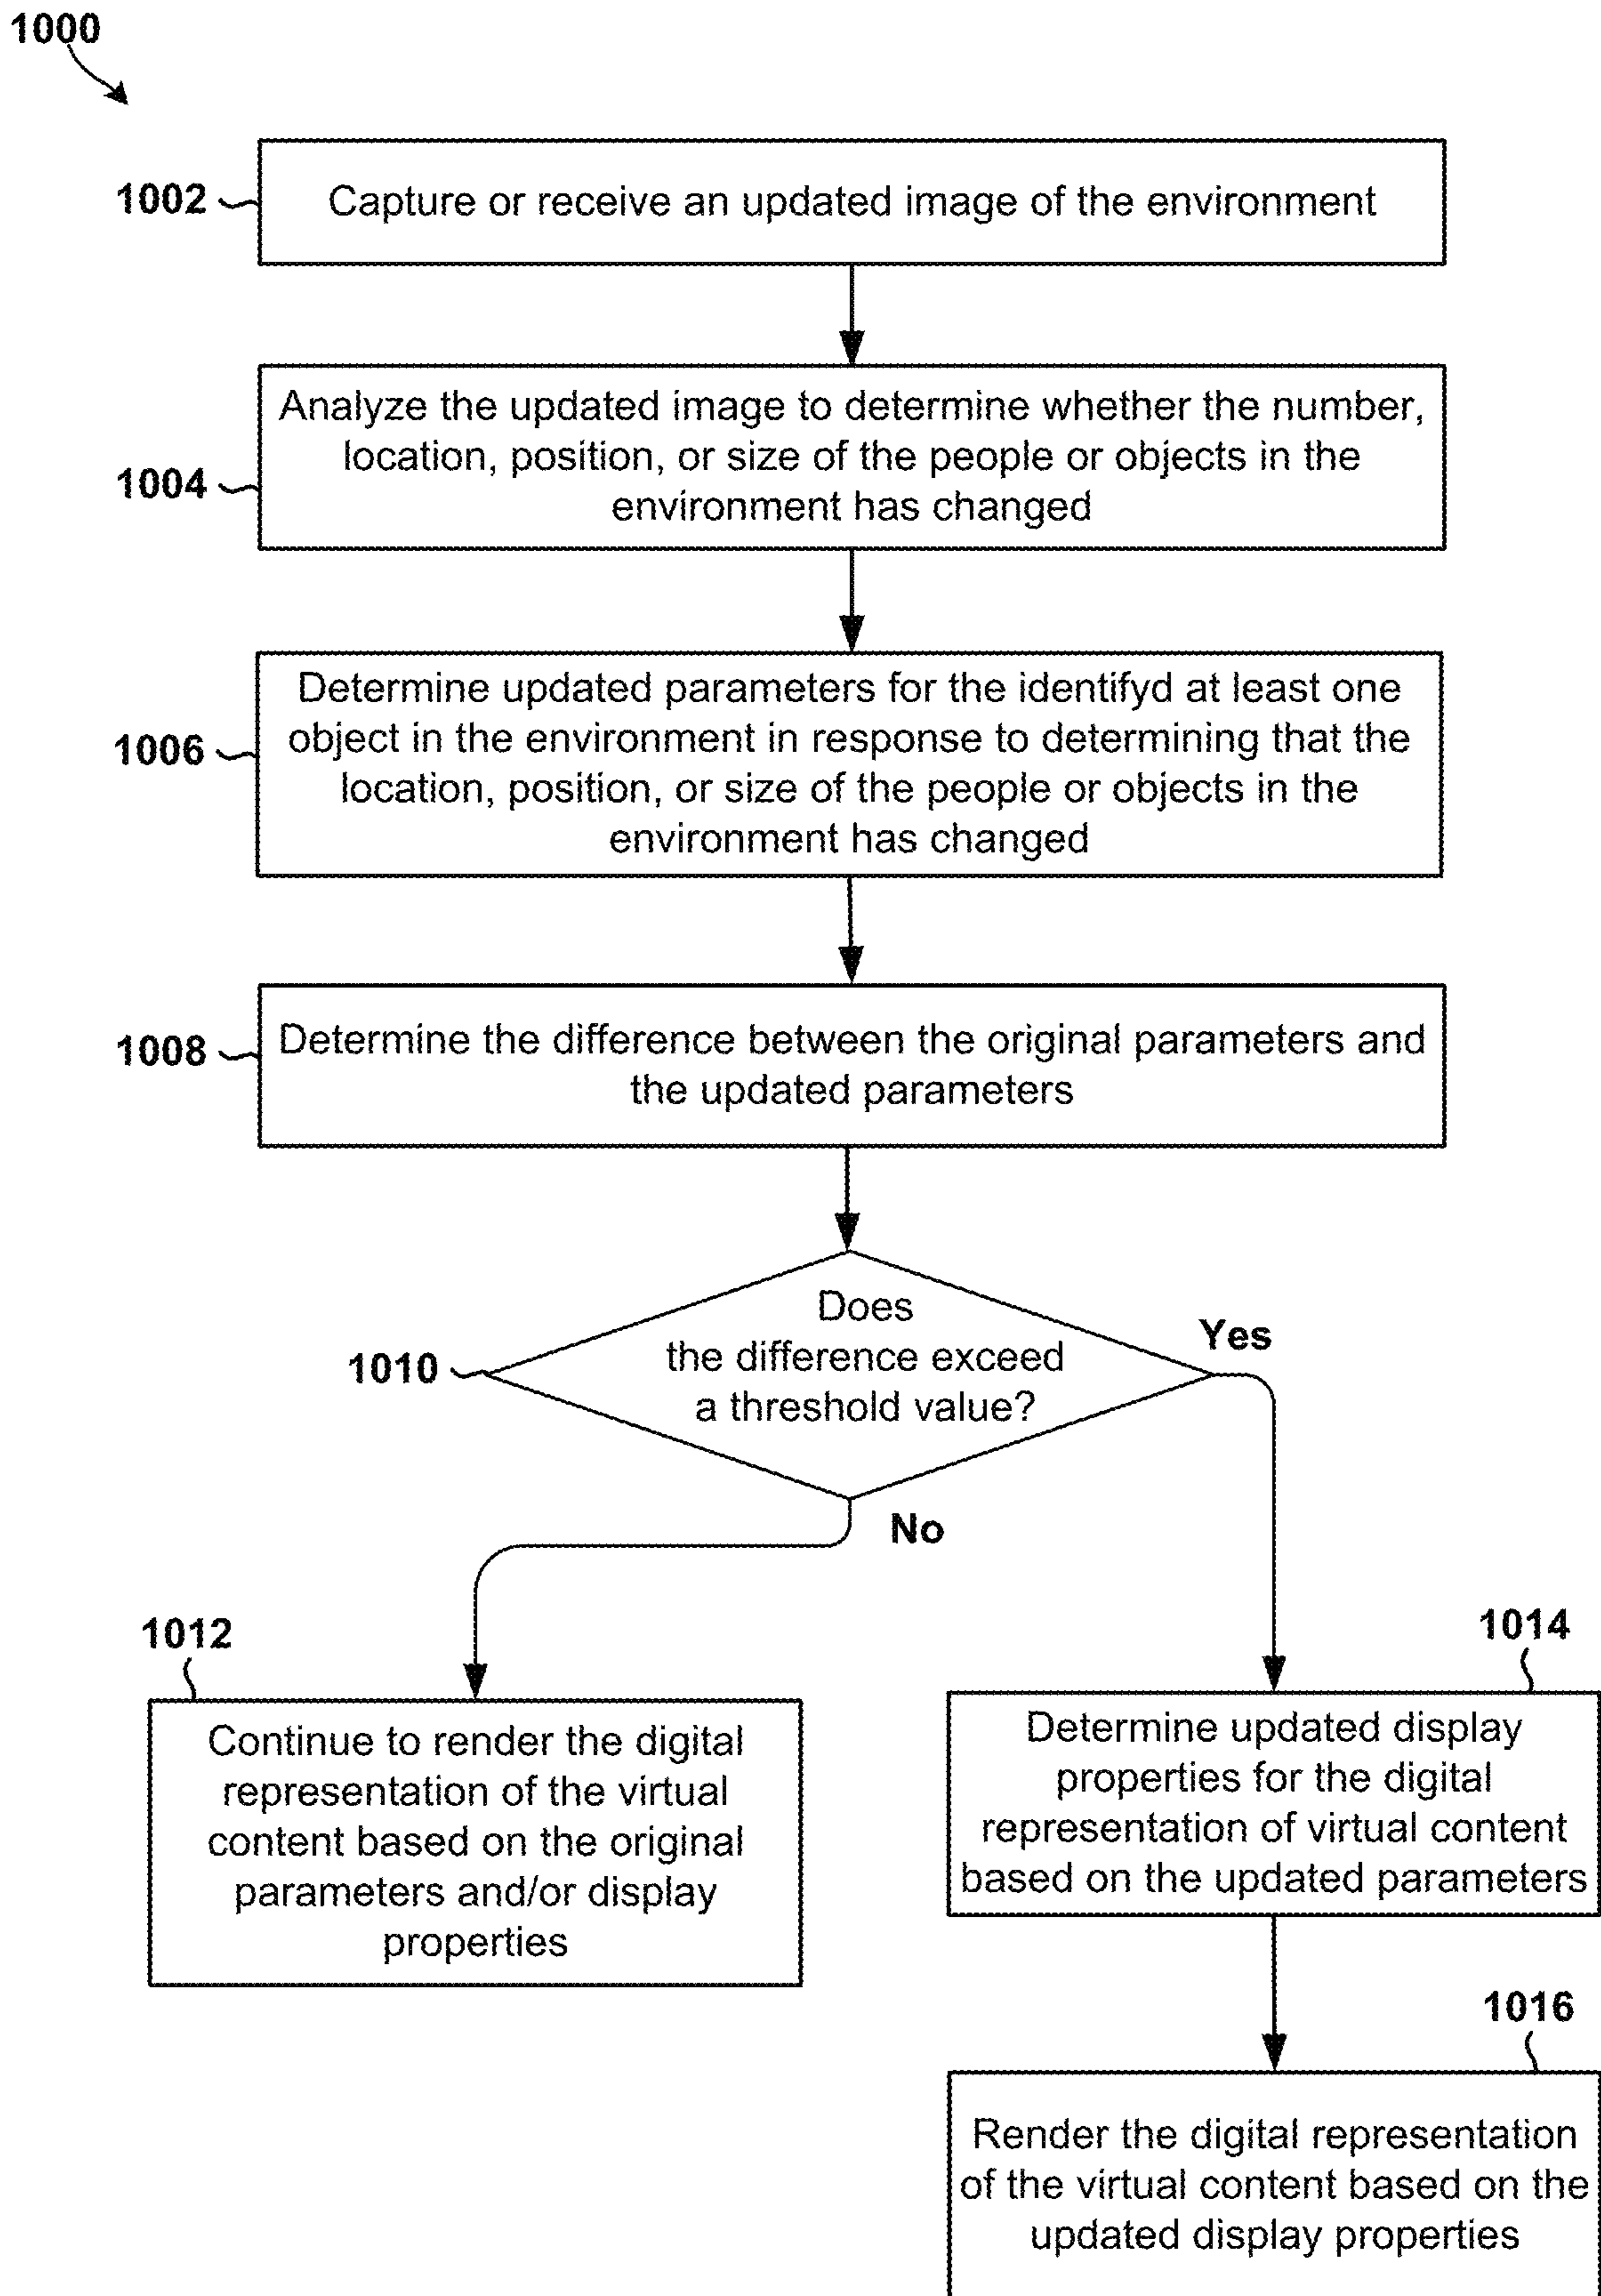 1000
1002
Capture or receive an updated image of the environment
1004
Analyze the updated image to determine whether the number,
location, position, or size of the people or objects in the
environment has changed
1006
Determine updated parameters for the identifyd at least one
object in the environment in response to determining that the
location, position, or size of the people or objects in the
environment has changed
1008
Determine the difference between the original parameters and
the updated parameters
1010
Does
the difference exceed
a threshold value?
Yes
No
1012
Continue to render the digital
representation of the virtual
content based on the original
parameters and/or display
properties
1014
Determine updated display
properties for the digital
representation of virtual content
based on the updated parameters
1016
Render the digital representation
of the virtual content based on the
updated display properties